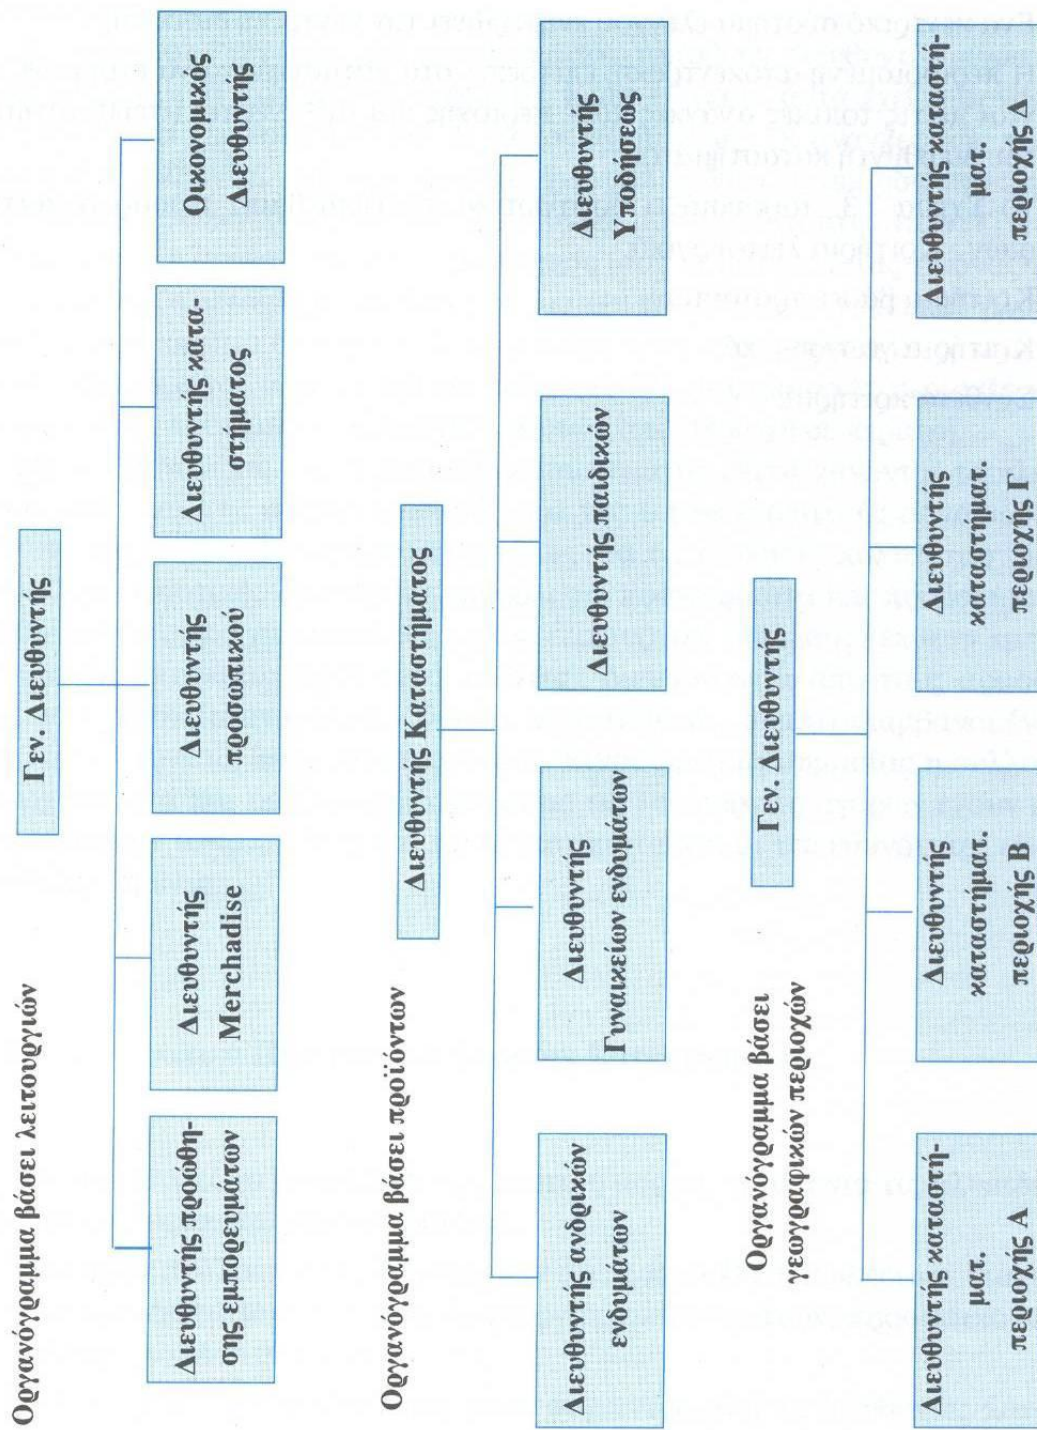 Οργανόγραμμα βάσει λειτουργιών
Γεν. Διευθυντής
Διευθυντής προώθη-
σης εμπορευμάτων
Διευθυντής
Merchadise
Διευθυντής
προσωπικού
Διευθυντής κατα-
στήματος
Οικονομικός
Διευθυντής
Οργανόγραμμα βάσει προϊόντων
Διευθυντής Καταστήματος
Διευθυντής ανδρικών
ενδυμάτων
Διευθυντής
Γυναικείων ενδυμάτων
Διευθυντής παιδικών
Διευθυντής
Υποδήσεως
Οργανόγραμμα βάσει
γεωγραφικών περιοχών
Γεν. Διευθυντής
Διευθυντής καταστή-
ματ.
περιοχής Α
Διευθυντής
καταστήματ.
περιοχής Β
Διευθυντής
καταστήματ.
περιοχής Γ
Διευθυντής καταστή-
ματ.
περιοχής Δ